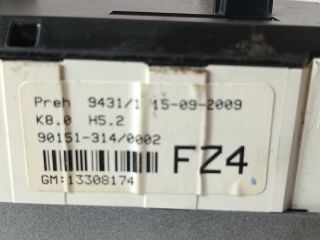 Preh 9431/1 15-09-2009
K8.0 H5.2
90151-314/0002
FZ4
GM:13308174